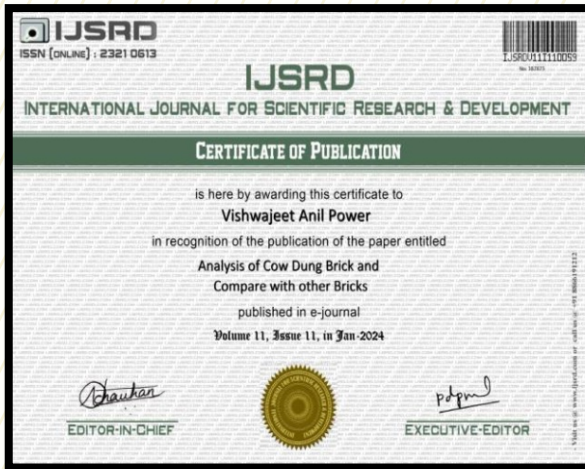 IJSRD
ISSN [ONLINE] : 2321 0613
IJSRDV11I110059
IJSRD
INTERNATIONAL JOURNAL FOR SCIENTIFIC RESEARCH & DEVELOPMENT
CERTIFICATE OF PUBLICATION
is here by awarding this certificate to
Vishwajeet Anil Power
in recognition of the publication of the paper entitled
Analysis of Cow Dung Brick and
Compare with other Bricks
published in e-journal
Volume 11, Issue 11, in Jan-2024
EDITOR-IN-CHIEF
EXECUTIVE-EDITOR